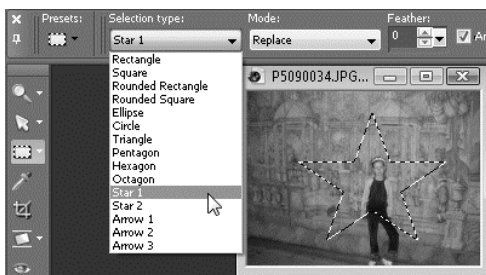 Presets: Selection type: Mode: Feather:
Star 1 Replace 0
Rectangle
Square
Rounded Rectangle
Rounded Square
Ellipse
Circle
Triangle
Pentagon
Hexagon
Octagon
Star 1
Star 2
Arrow 1
Arrow 2
Arrow 3
P5090034.JPG...